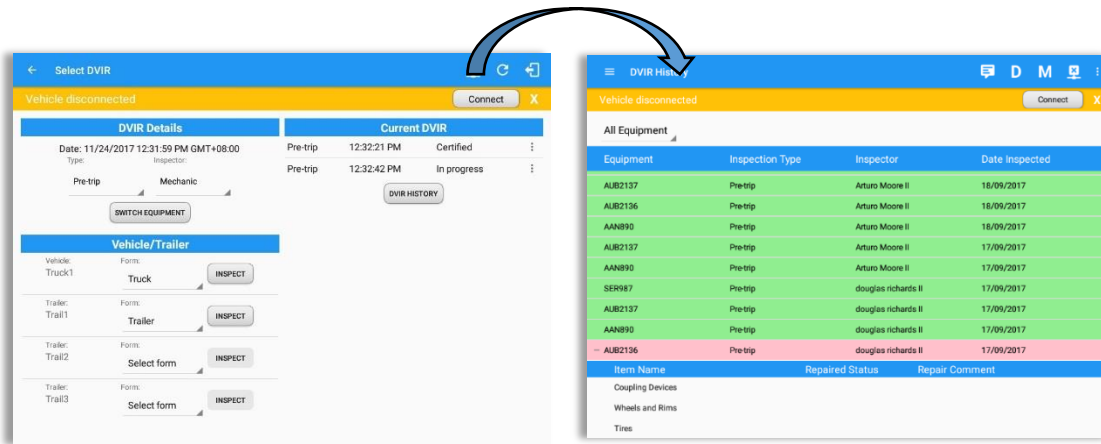 Select DVIR
Vehicle disconnected
Connect X
DVIR Details
Date: 11/24/2017 12:31:59 PM GMT+08:00
Type: Inspector:
Pre-trip Mechanic
SWITCH EQUIPMENT
Vehicle/Trailer
Vehicle: Form:
Truck1 Truck INSPECT
Trailer: Form:
Trail1 Trailer INSPECT
Trailer: Form:
Trail2 Select form INSPECT
Trailer: Form:
Trail3 Select form INSPECT
Current DVIR
Pre-trip 12:32:21 PM Certified
Pre-trip 12:32:42 PM In progress
DVIR HISTORY
DVIR History D M
Vehicle disconnected Connect X
All Equipment
Equipment Inspection Type Inspector Date Inspected
AUB2137 Pre-trip Arturo Moore II 18/09/2017
AUB2136 Pre-trip Arturo Moore II 18/09/2017
AAN890 Pre-trip Arturo Moore II 18/09/2017
AUB2137 Pre-trip Arturo Moore II 17/09/2017
AAN890 Pre-trip Arturo Moore II 17/09/2017
SER987 Pre-trip douglas richards II 17/09/2017
AUB2137 Pre-trip douglas richards II 17/09/2017
AAN890 Pre-trip douglas richards II 17/09/2017
– AUB2136 Pre-trip douglas richards II 17/09/2017
Item Name Repaired Status Repair Comment
Coupling Devices
Wheels and Rims
Tires